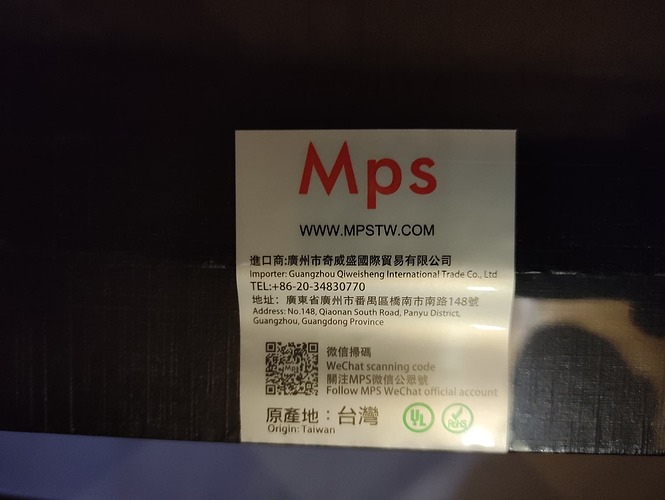 Mps
WWW.MPSTW.COM
進口商:廣州市奇威盛國際貿易有限公司
Importer: Guangzhou Qiweisheng International Trade Co., Ltd
TEL:+86-20-34830770
地址：廣東省廣州市番禺區橋南市南路148號
Address: No.148, Qiaonan South Road, Panyu District,
Guangzhou, Guangdong Province
MPS
微信掃碼
WeChat scanning code
關注MPS微信公眾號
Follow MPS WeChat official account
原產地：台灣
Origin: Taiwan
UL
RoHS